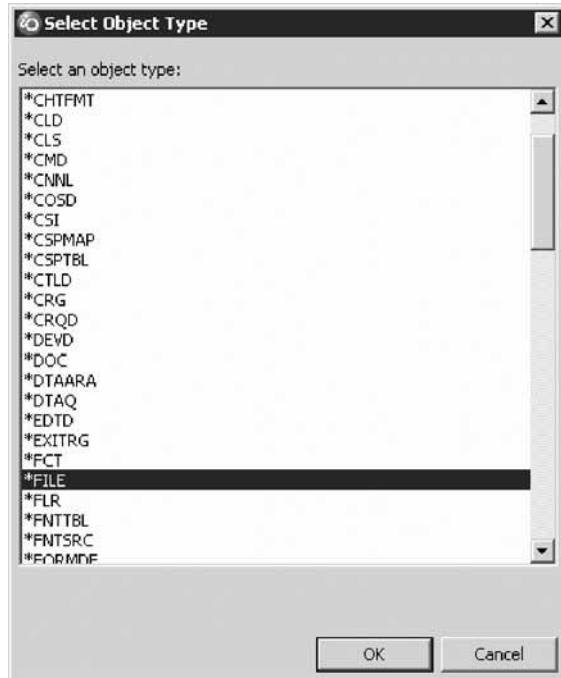 Select Object Type
Select an object type:
*CHTFMT
*CLD
*CLS
*CMD
*CNNL
*COSD
*CSI
*CSPMAP
*CSPTBL
*CTLD
*CRG
*CRQD
*DEVD
*DOC
*DTAARA
*DTAQ
*EDTD
*EXITRG
*FCT
*FILE
*FLR
*FNTTBL
*FNTSRC
*FORMDF
OK Cancel